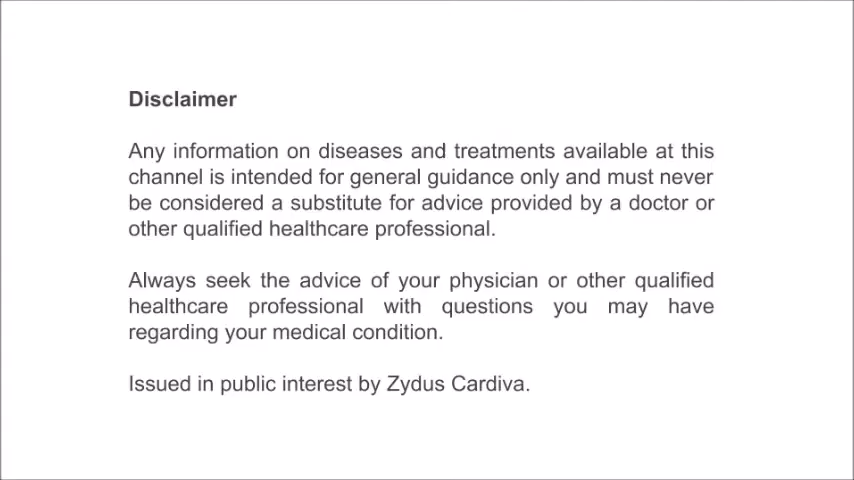 Disclaimer
Any information on diseases and treatments available at this
channel is intended for general guidance only and must never
be considered a substitute for advice provided by a doctor or
other qualified healthcare professional.
Always seek the advice of your physician or other qualified
healthcare professional with questions you may have
regarding your medical condition.
Issued in public interest by Zydus Cardiva.